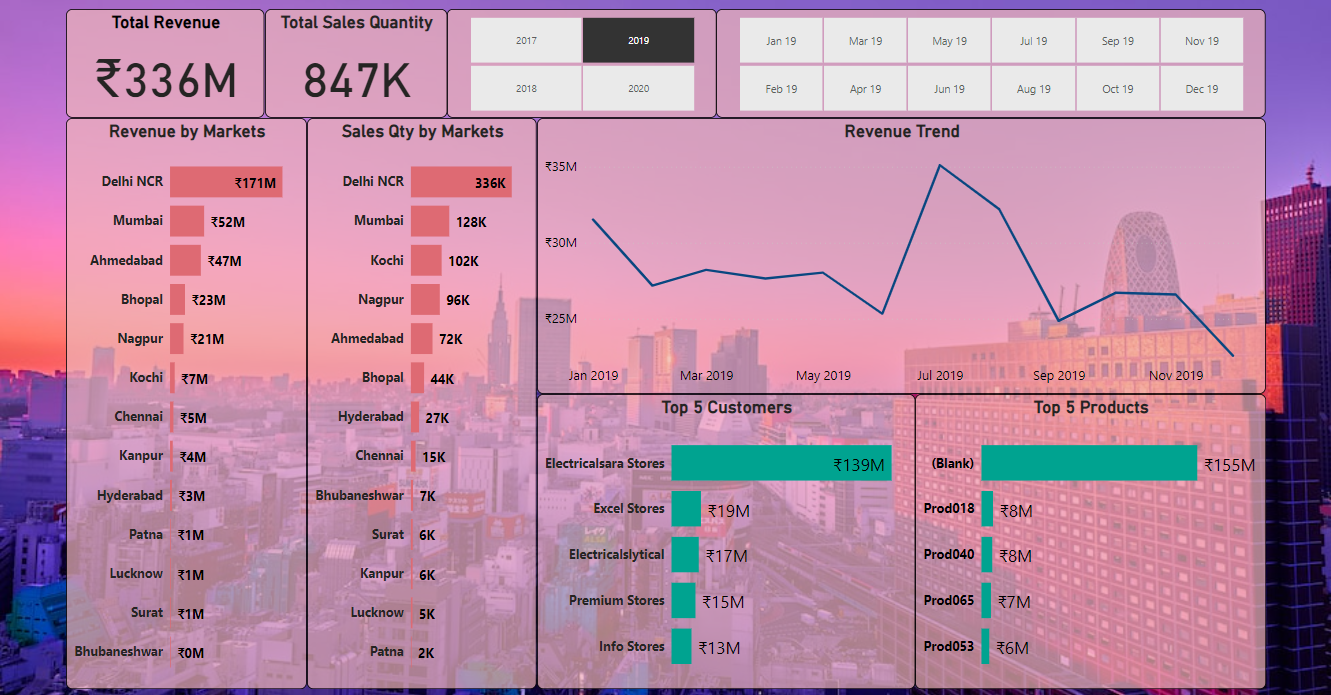 Total Revenue
₹336M
Total Sales Quantity
847K
2017
2019
2018
2020
Jan 19
Mar 19
May 19
Jul 19
Sep 19
Nov 19
Feb 19
Apr 19
Jun 19
Aug 19
Oct 19
Dec 19
Revenue by Markets
Delhi NCR ₹171M
Mumbai ₹52M
Ahmedabad ₹47M
Bhopal ₹23M
Nagpur ₹21M
Kochi ₹7M
Chennai ₹5M
Kanpur ₹4M
Hyderabad ₹3M
Patna ₹1M
Lucknow ₹1M
Surat ₹1M
Bhubaneshwar ₹0M
Sales Qty by Markets
Delhi NCR 336K
Mumbai 128K
Kochi 102K
Nagpur 96K
Ahmedabad 72K
Bhopal 44K
Hyderabad 27K
Chennai 15K
Bhubaneshwar 7K
Surat 6K
Kanpur 6K
Lucknow 5K
Patna 2K
Revenue Trend
₹35M
₹30M
₹25M
Jan 2019 Mar 2019 May 2019 Jul 2019 Sep 2019 Nov 2019
Top 5 Customers
Electricalsara Stores ₹139M
Excel Stores ₹19M
Electricalslytical ₹17M
Premium Stores ₹15M
Info Stores ₹13M
Top 5 Products
(Blank) ₹155M
Prod018 ₹8M
Prod040 ₹8M
Prod065 ₹7M
Prod053 ₹6M